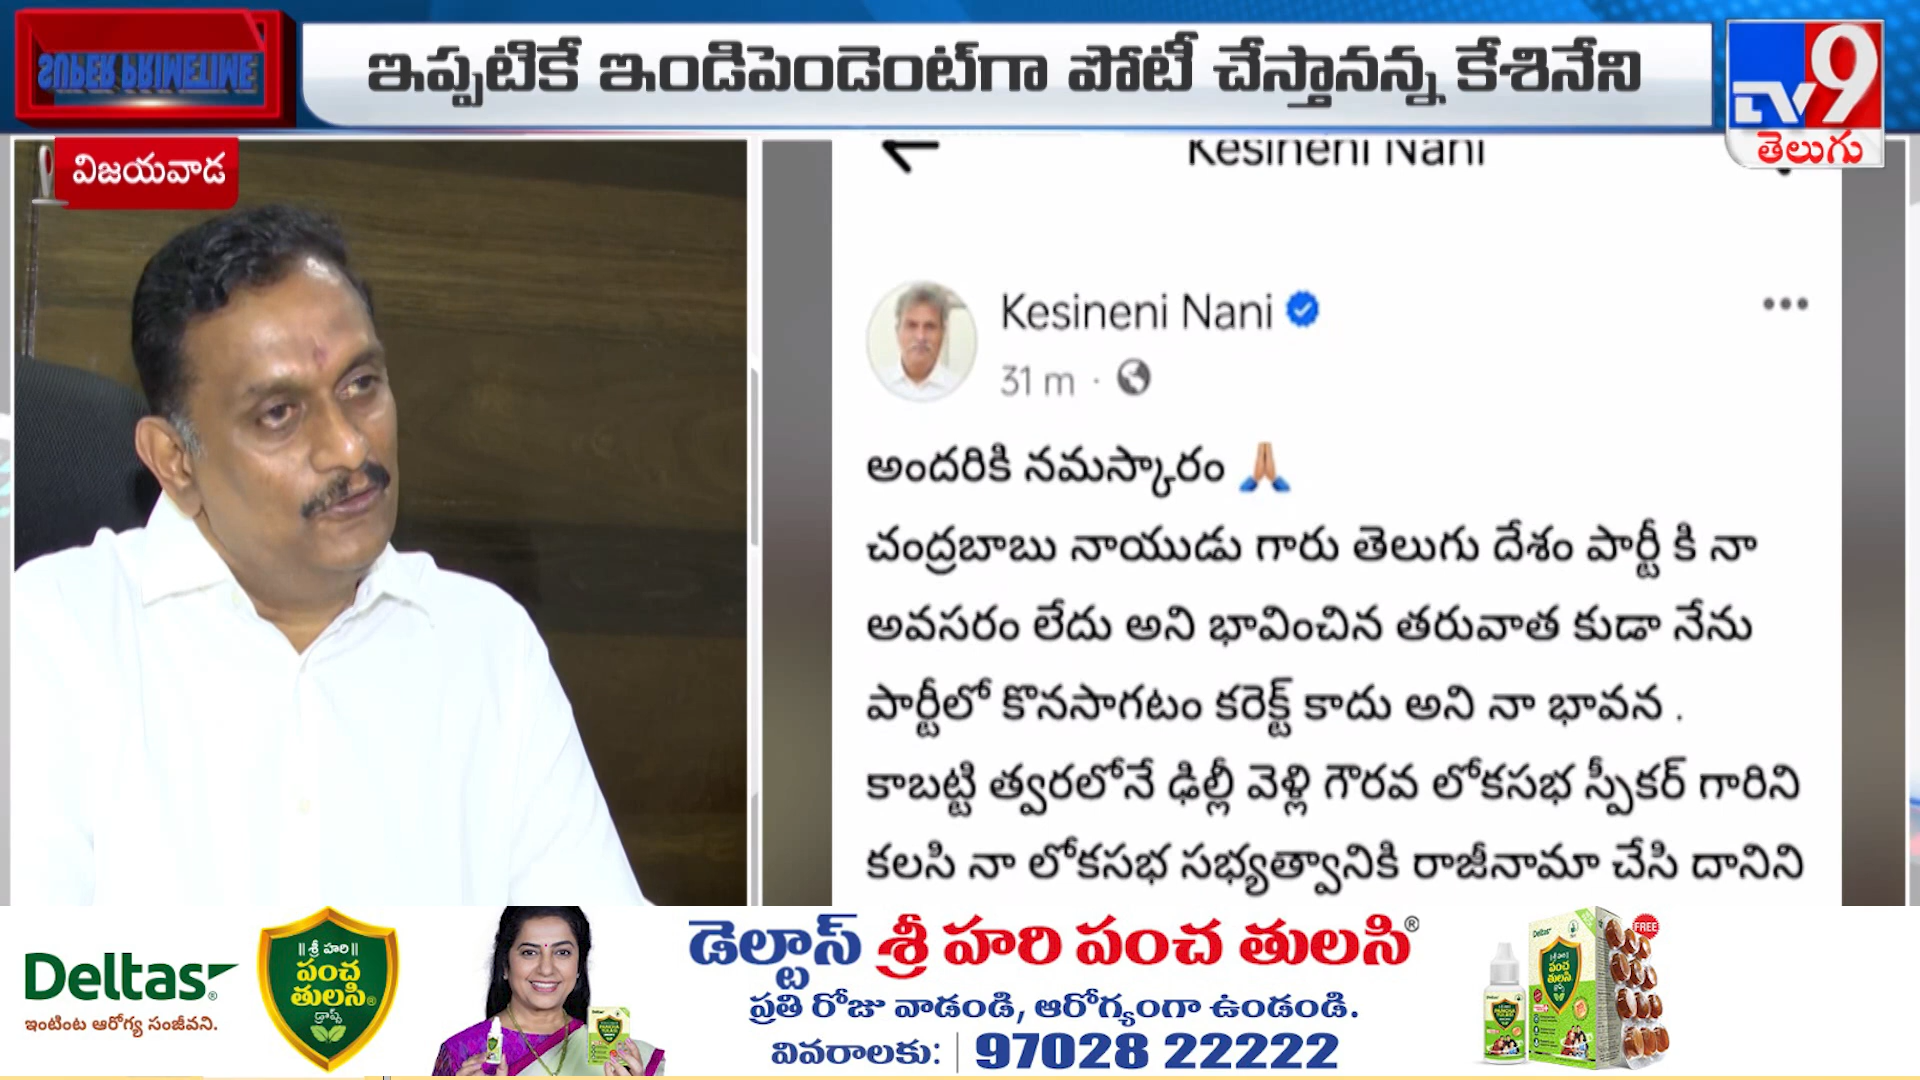 SUPER PRIMETIME
ఇప్పటికే ఇండిపెండెంట్‌గా పోటీ చేస్తానన్న కేశినేని
TV9
తెలుగు
విజయవాడ
Kesineni Nani
Kesineni Nani
31 m ·
అందరికి నమస్కారం 🙏🏽
చంద్రబాబు నాయుడు గారు తెలుగు దేశం పార్టీ కి నా
అవసరం లేదు అని భావించిన తరువాత కుడా నేను
పార్టీలో కొనసాగటం కరెక్ట్ కాదు అని నా భావన .
కాబట్టి త్వరలోనే ఢిల్లీ వెళ్లి గౌరవ లోకసభ స్పీకర్ గారిని
కలసి నా లోకసభ సభ్యత్వానికి రాజీనామా చేసి దానిని
Deltas®
ఇంటింట ఆరోగ్య సంజీవని.
॥ శ్రీ హరి ॥
పంచ
తులసి®
డ్రాప్స్
డెల్టాస్ శ్రీ హరి పంచ తులసి®
ప్రతి రోజు వాడండి, ఆరోగ్యంగా ఉండండి.
వివరాలకు: 97028 22222
Deltas
పంచ
తులసి
FREE